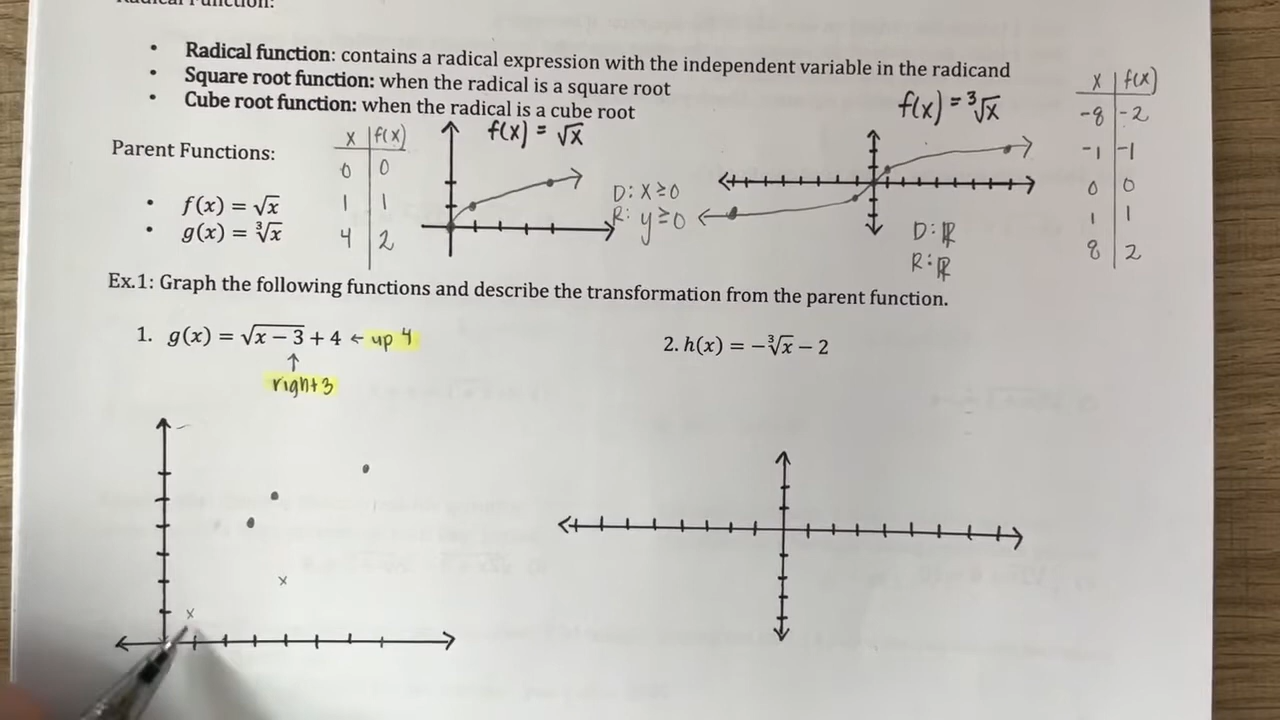 Radical Function:
• Radical function: contains a radical expression with the independent variable in the radicand
• Square root function: when the radical is a square root
• Cube root function: when the radical is a cube root
Parent Functions:
• f(x) = √x
• g(x) = ∛x
x | f(x)
0 | 0
1 | 1
4 | 2
f(x) = √x
D: x ≥ 0
R: y ≥ 0
f(x) = ∛x
D: ℝ
R: ℝ
x | f(x)
-8 | -2
-1 | -1
0 | 0
1 | 1
8 | 2
Ex.1: Graph the following functions and describe the transformation from the parent function.
1. g(x) = √(x − 3) + 4 ← up 4
↑
right 3
2. h(x) = −∛x − 2